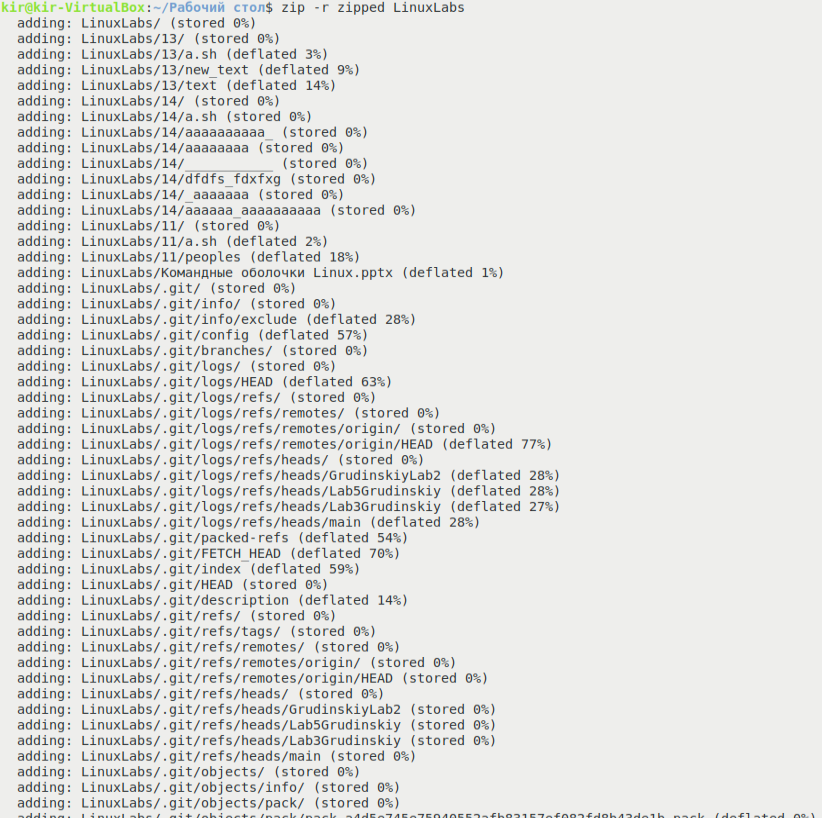 kir@kir-VirtualBox:~/Рабочий стол$ zip -r zipped LinuxLabs
adding: LinuxLabs/ (stored 0%)
adding: LinuxLabs/13/ (stored 0%)
adding: LinuxLabs/13/a.sh (deflated 3%)
adding: LinuxLabs/13/new_text (deflated 9%)
adding: LinuxLabs/13/text (deflated 14%)
adding: LinuxLabs/14/ (stored 0%)
adding: LinuxLabs/14/a.sh (stored 0%)
adding: LinuxLabs/14/aaaaaaaaaa_ (stored 0%)
adding: LinuxLabs/14/aaaaaaaa (stored 0%)
adding: LinuxLabs/14/___________ (stored 0%)
adding: LinuxLabs/14/dfdfs_fdxfxg (stored 0%)
adding: LinuxLabs/14/_aaaaaaa (stored 0%)
adding: LinuxLabs/14/aaaaaa_aaaaaaaaaa (stored 0%)
adding: LinuxLabs/11/ (stored 0%)
adding: LinuxLabs/11/a.sh (deflated 2%)
adding: LinuxLabs/11/peoples (deflated 18%)
adding: LinuxLabs/Командные оболочки Linux.pptx (deflated 1%)
adding: LinuxLabs/.git/ (stored 0%)
adding: LinuxLabs/.git/info/ (stored 0%)
adding: LinuxLabs/.git/info/exclude (deflated 28%)
adding: LinuxLabs/.git/config (deflated 57%)
adding: LinuxLabs/.git/branches/ (stored 0%)
adding: LinuxLabs/.git/logs/ (stored 0%)
adding: LinuxLabs/.git/logs/HEAD (deflated 63%)
adding: LinuxLabs/.git/logs/refs/ (stored 0%)
adding: LinuxLabs/.git/logs/refs/remotes/ (stored 0%)
adding: LinuxLabs/.git/logs/refs/remotes/origin/ (stored 0%)
adding: LinuxLabs/.git/logs/refs/remotes/origin/HEAD (deflated 77%)
adding: LinuxLabs/.git/logs/refs/heads/ (stored 0%)
adding: LinuxLabs/.git/logs/refs/heads/GrudinskiyLab2 (deflated 28%)
adding: LinuxLabs/.git/logs/refs/heads/Lab5Grudinskiy (deflated 28%)
adding: LinuxLabs/.git/logs/refs/heads/Lab3Grudinskiy (deflated 27%)
adding: LinuxLabs/.git/logs/refs/heads/main (deflated 28%)
adding: LinuxLabs/.git/packed-refs (deflated 54%)
adding: LinuxLabs/.git/FETCH_HEAD (deflated 70%)
adding: LinuxLabs/.git/index (deflated 59%)
adding: LinuxLabs/.git/HEAD (stored 0%)
adding: LinuxLabs/.git/description (deflated 14%)
adding: LinuxLabs/.git/refs/ (stored 0%)
adding: LinuxLabs/.git/refs/tags/ (stored 0%)
adding: LinuxLabs/.git/refs/remotes/ (stored 0%)
adding: LinuxLabs/.git/refs/remotes/origin/ (stored 0%)
adding: LinuxLabs/.git/refs/remotes/origin/HEAD (stored 0%)
adding: LinuxLabs/.git/refs/heads/ (stored 0%)
adding: LinuxLabs/.git/refs/heads/GrudinskiyLab2 (stored 0%)
adding: LinuxLabs/.git/refs/heads/Lab5Grudinskiy (stored 0%)
adding: LinuxLabs/.git/refs/heads/Lab3Grudinskiy (stored 0%)
adding: LinuxLabs/.git/refs/heads/main (stored 0%)
adding: LinuxLabs/.git/objects/ (stored 0%)
adding: LinuxLabs/.git/objects/info/ (stored 0%)
adding: LinuxLabs/.git/objects/pack/ (stored 0%)
adding: (deflated 0%)